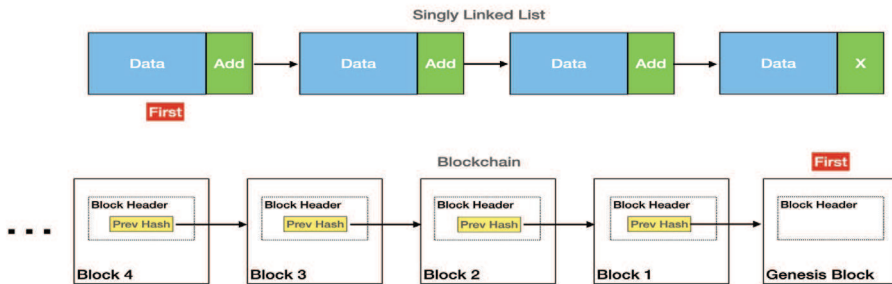 Singly Linked List
Data Add Data Add Data Add Data X
First
Blockchain First
Block Header Block Header Block Header Block Header Block Header
Prev Hash Prev Hash Prev Hash Prev Hash
...
Block 4 Block 3 Block 2 Block 1 Genesis Block